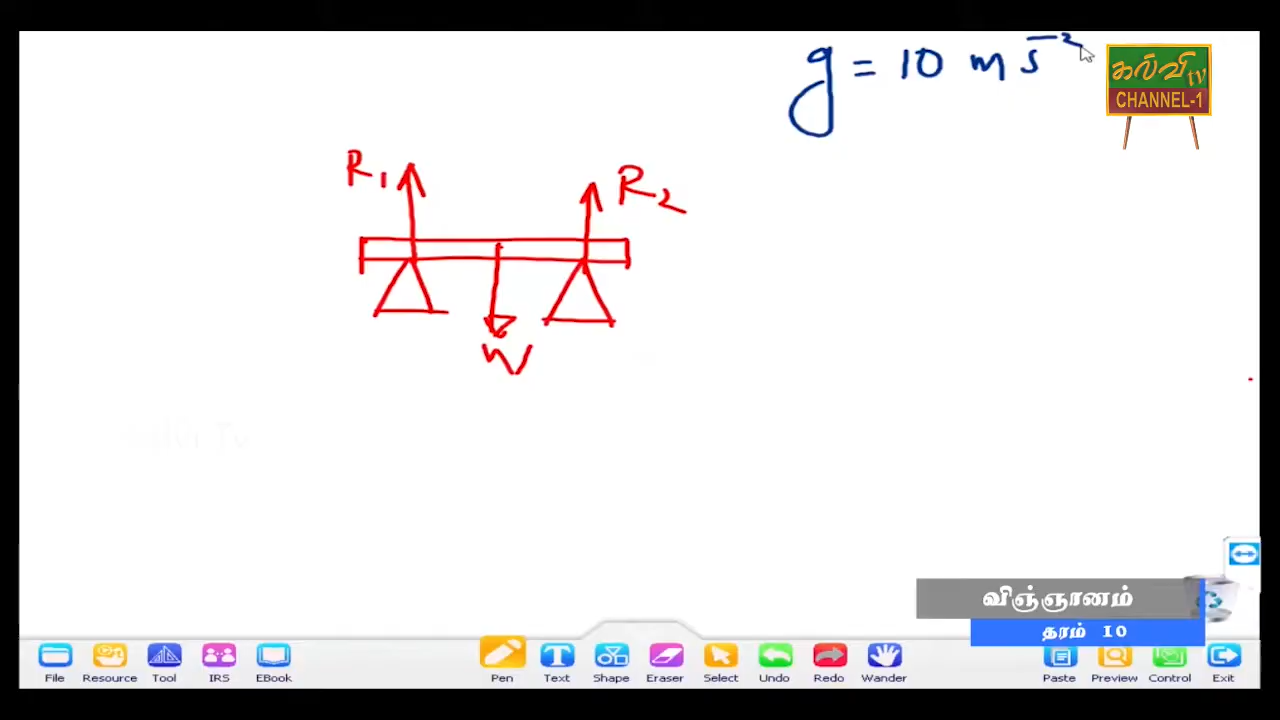 g = 10 m s⁻²
கல்வி tv
CHANNEL-1
R₁
R₂
W
விஞ்ஞானம்
தரம் 10
File Resource Tool IRS EBook Pen Text Shape Eraser Select Undo Redo Wander Paste Preview Control Exit